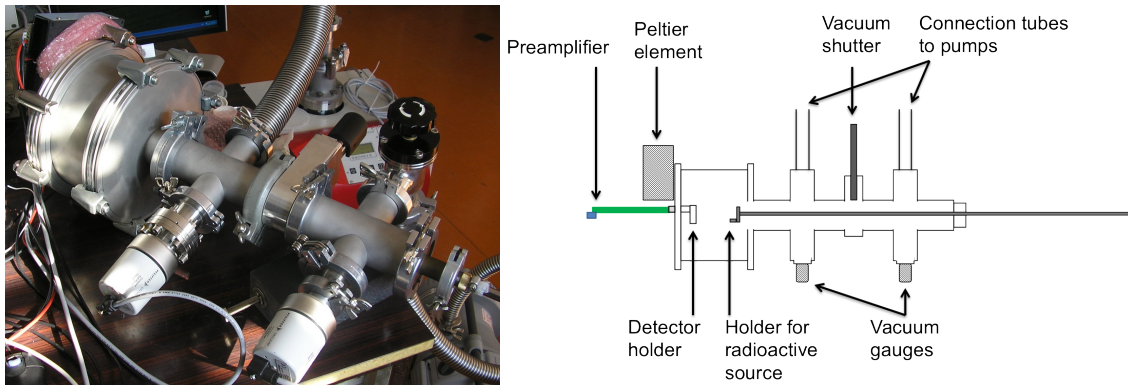 Preamplifier
Peltier
element
Vacuum
shutter
Connection tubes
to pumps
Detector
holder
Holder for
radioactive
source
Vacuum
gauges